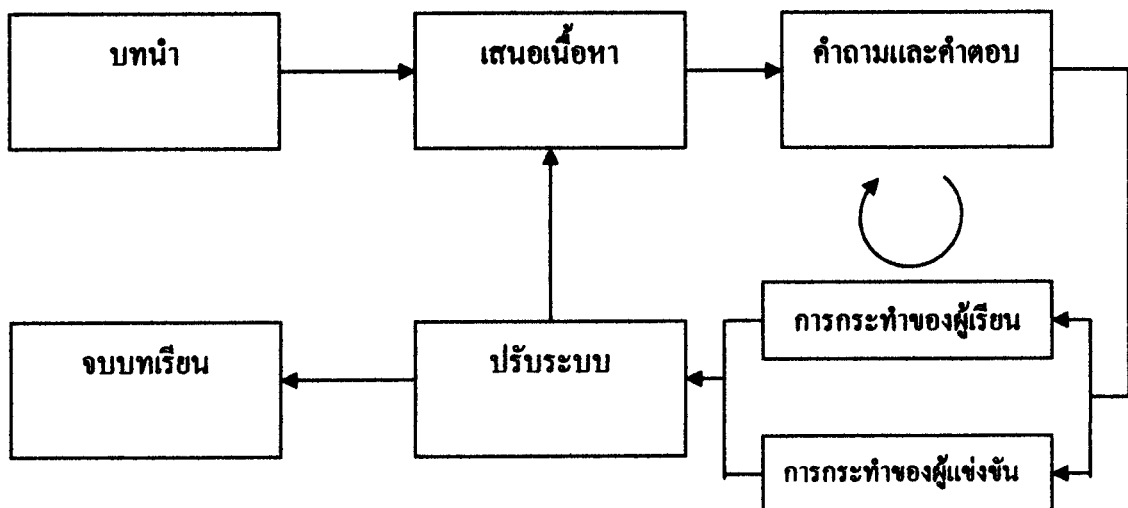 บทนำ
เสนอเนื้อหา
คำถามและคำตอบ
การกระทำของผู้เรียน
จบบทเรียน
ปรับระบบ
การกระทำของผู้แข่งขัน